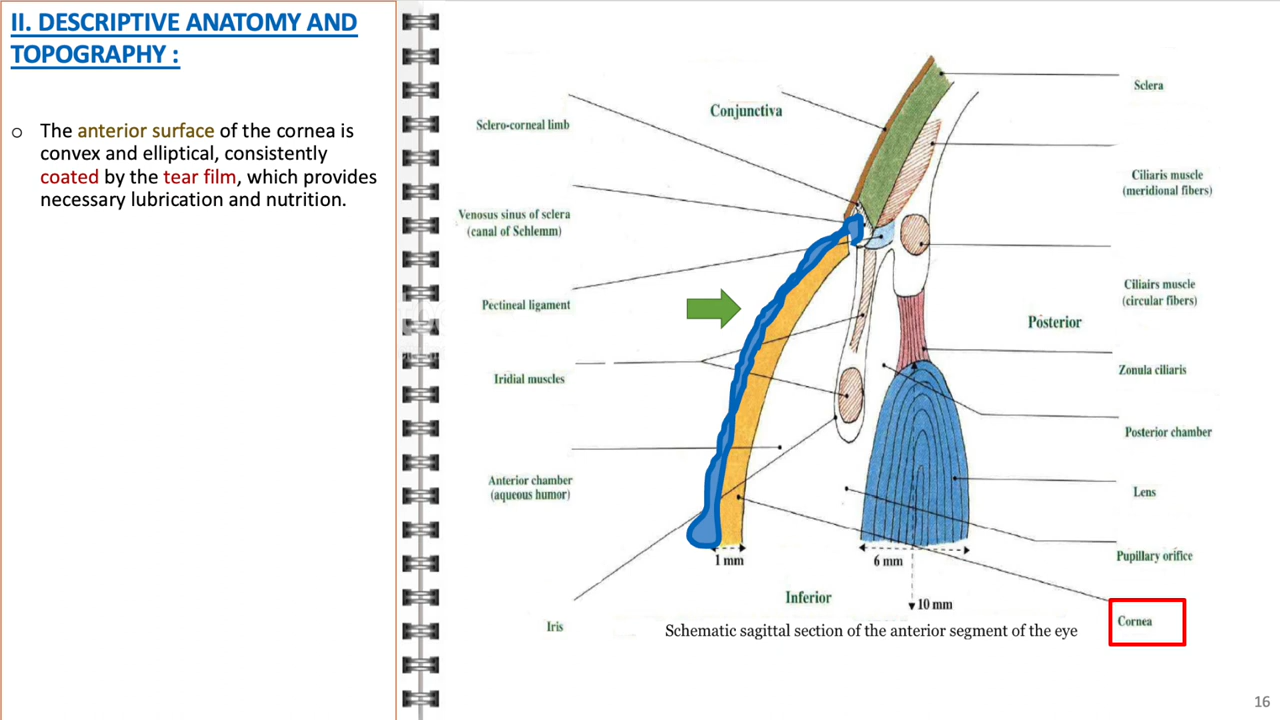 II. DESCRIPTIVE ANATOMY AND
TOPOGRAPHY :
o The anterior surface of the cornea is
convex and elliptical, consistently
coated by the tear film, which provides
necessary lubrication and nutrition.
Sclera
Conjunctiva
Sclero-corneal limb
Ciliaris muscle
(meridional fibers)
Venosus sinus of sclera
(canal of Schlemm)
Ciliairs muscle
(circular fibers)
Pectineal ligament
Posterior
Zonula ciliaris
Iridial muscles
Posterior chamber
Anterior chamber
(aqueous humor)
Lens
Pupillary orifice
1 mm
6 mm
Inferior
10 mm
Cornea
Iris
Schematic sagittal section of the anterior segment of the eye
16